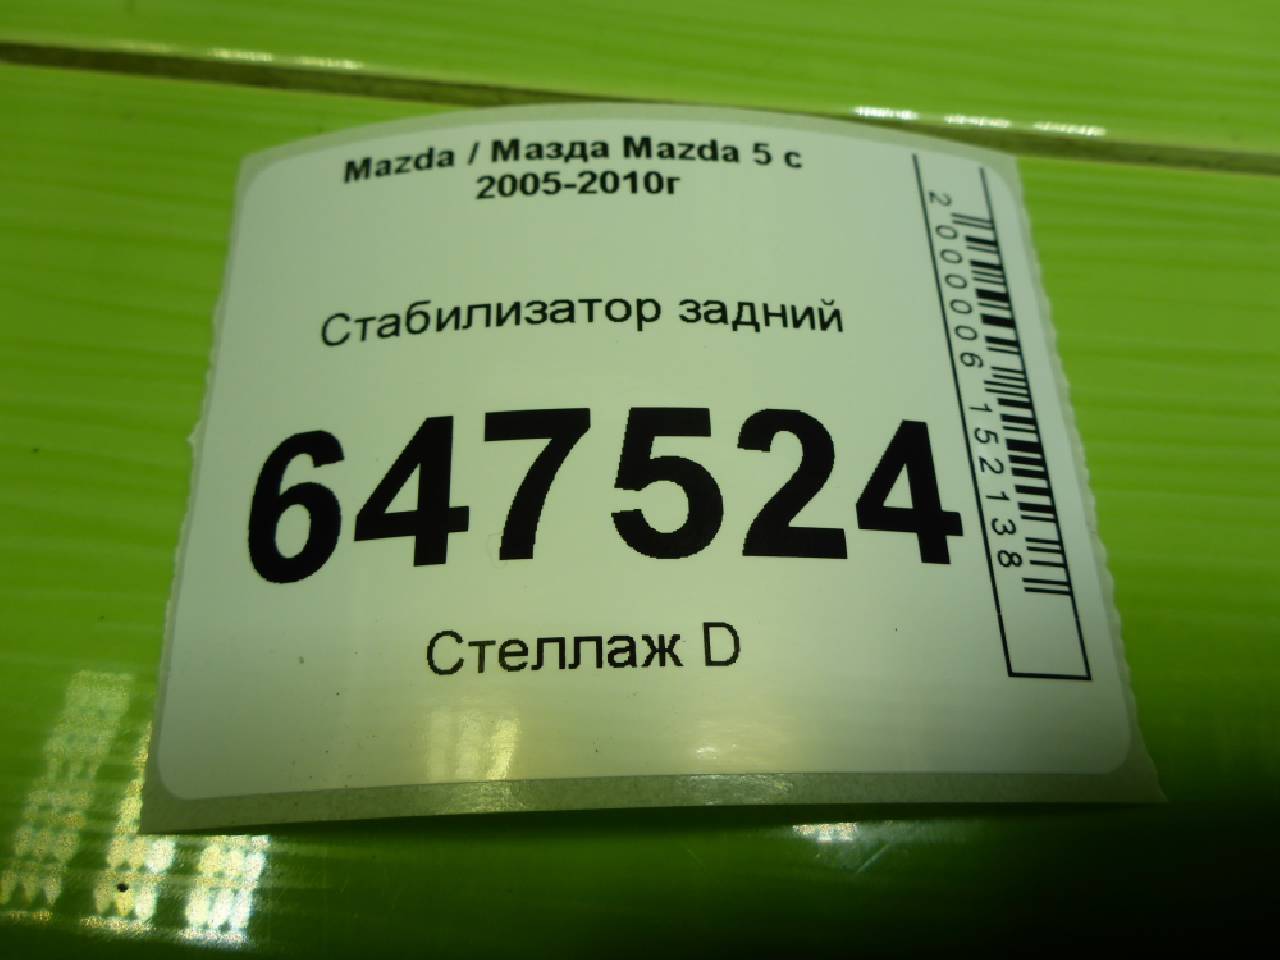 Mazda / Мазда Mazda 5 с
2005-2010г
Стабилизатор задний
647524
Стеллаж D
2000006152138